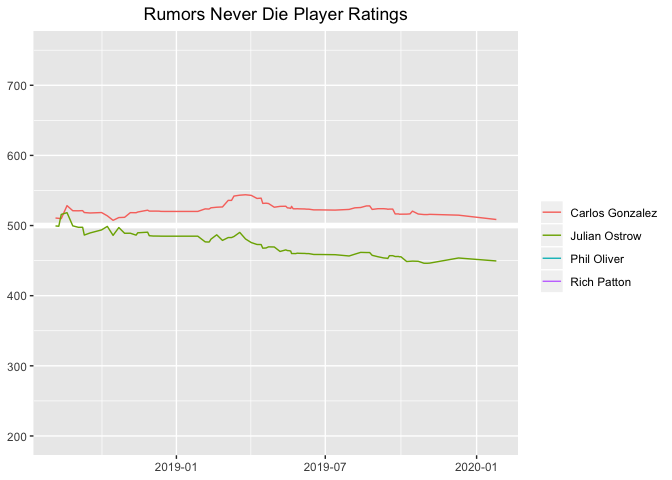 Rumors Never Die Player Ratings
700
600
500
400
300
200
2019-01
2019-07
2020-01
Carlos Gonzalez
Julian Ostrow
Phil Oliver
Rich Patton